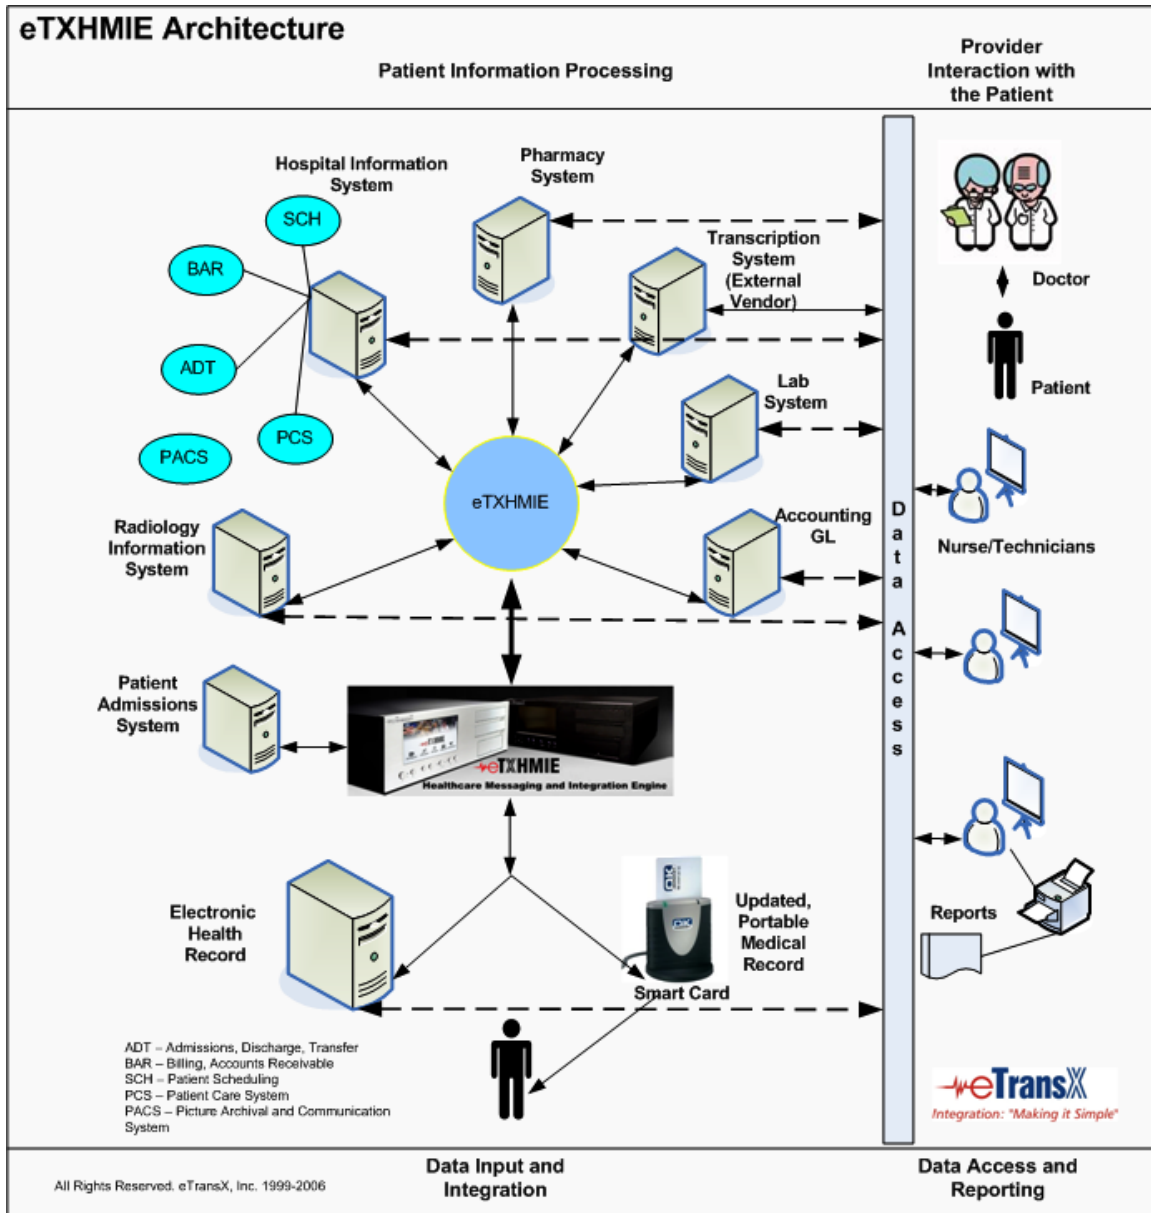 eTXHMIE Architecture
Patient Information Processing
Provider
Interaction with
the Patient
Hospital Information
System
Pharmacy
System
SCH
BAR
ADT
PCS
PACS
Transcription
System
(External
Vendor)
Lab
System
eTXHMIE
Accounting
GL
Radiology
Information
System
Patient
Admissions
System
eTXHMIE
Healthcare Messaging and Integration Engine
Electronic
Health
Record
Updated,
Portable
Medical
Record
Smart Card
Data Access
Doctor
Patient
Nurse/Technicians
Reports
ADT – Admissions, Discharge, Transfer
BAR – Billing, Accounts Receivable
SCH – Patient Scheduling
PCS – Patient Care System
PACS – Picture Archival and Communication
System
eTransX
Integration: "Making it Simple"
All Rights Reserved. eTransX, Inc. 1999-2006
Data Input and
Integration
Data Access and
Reporting